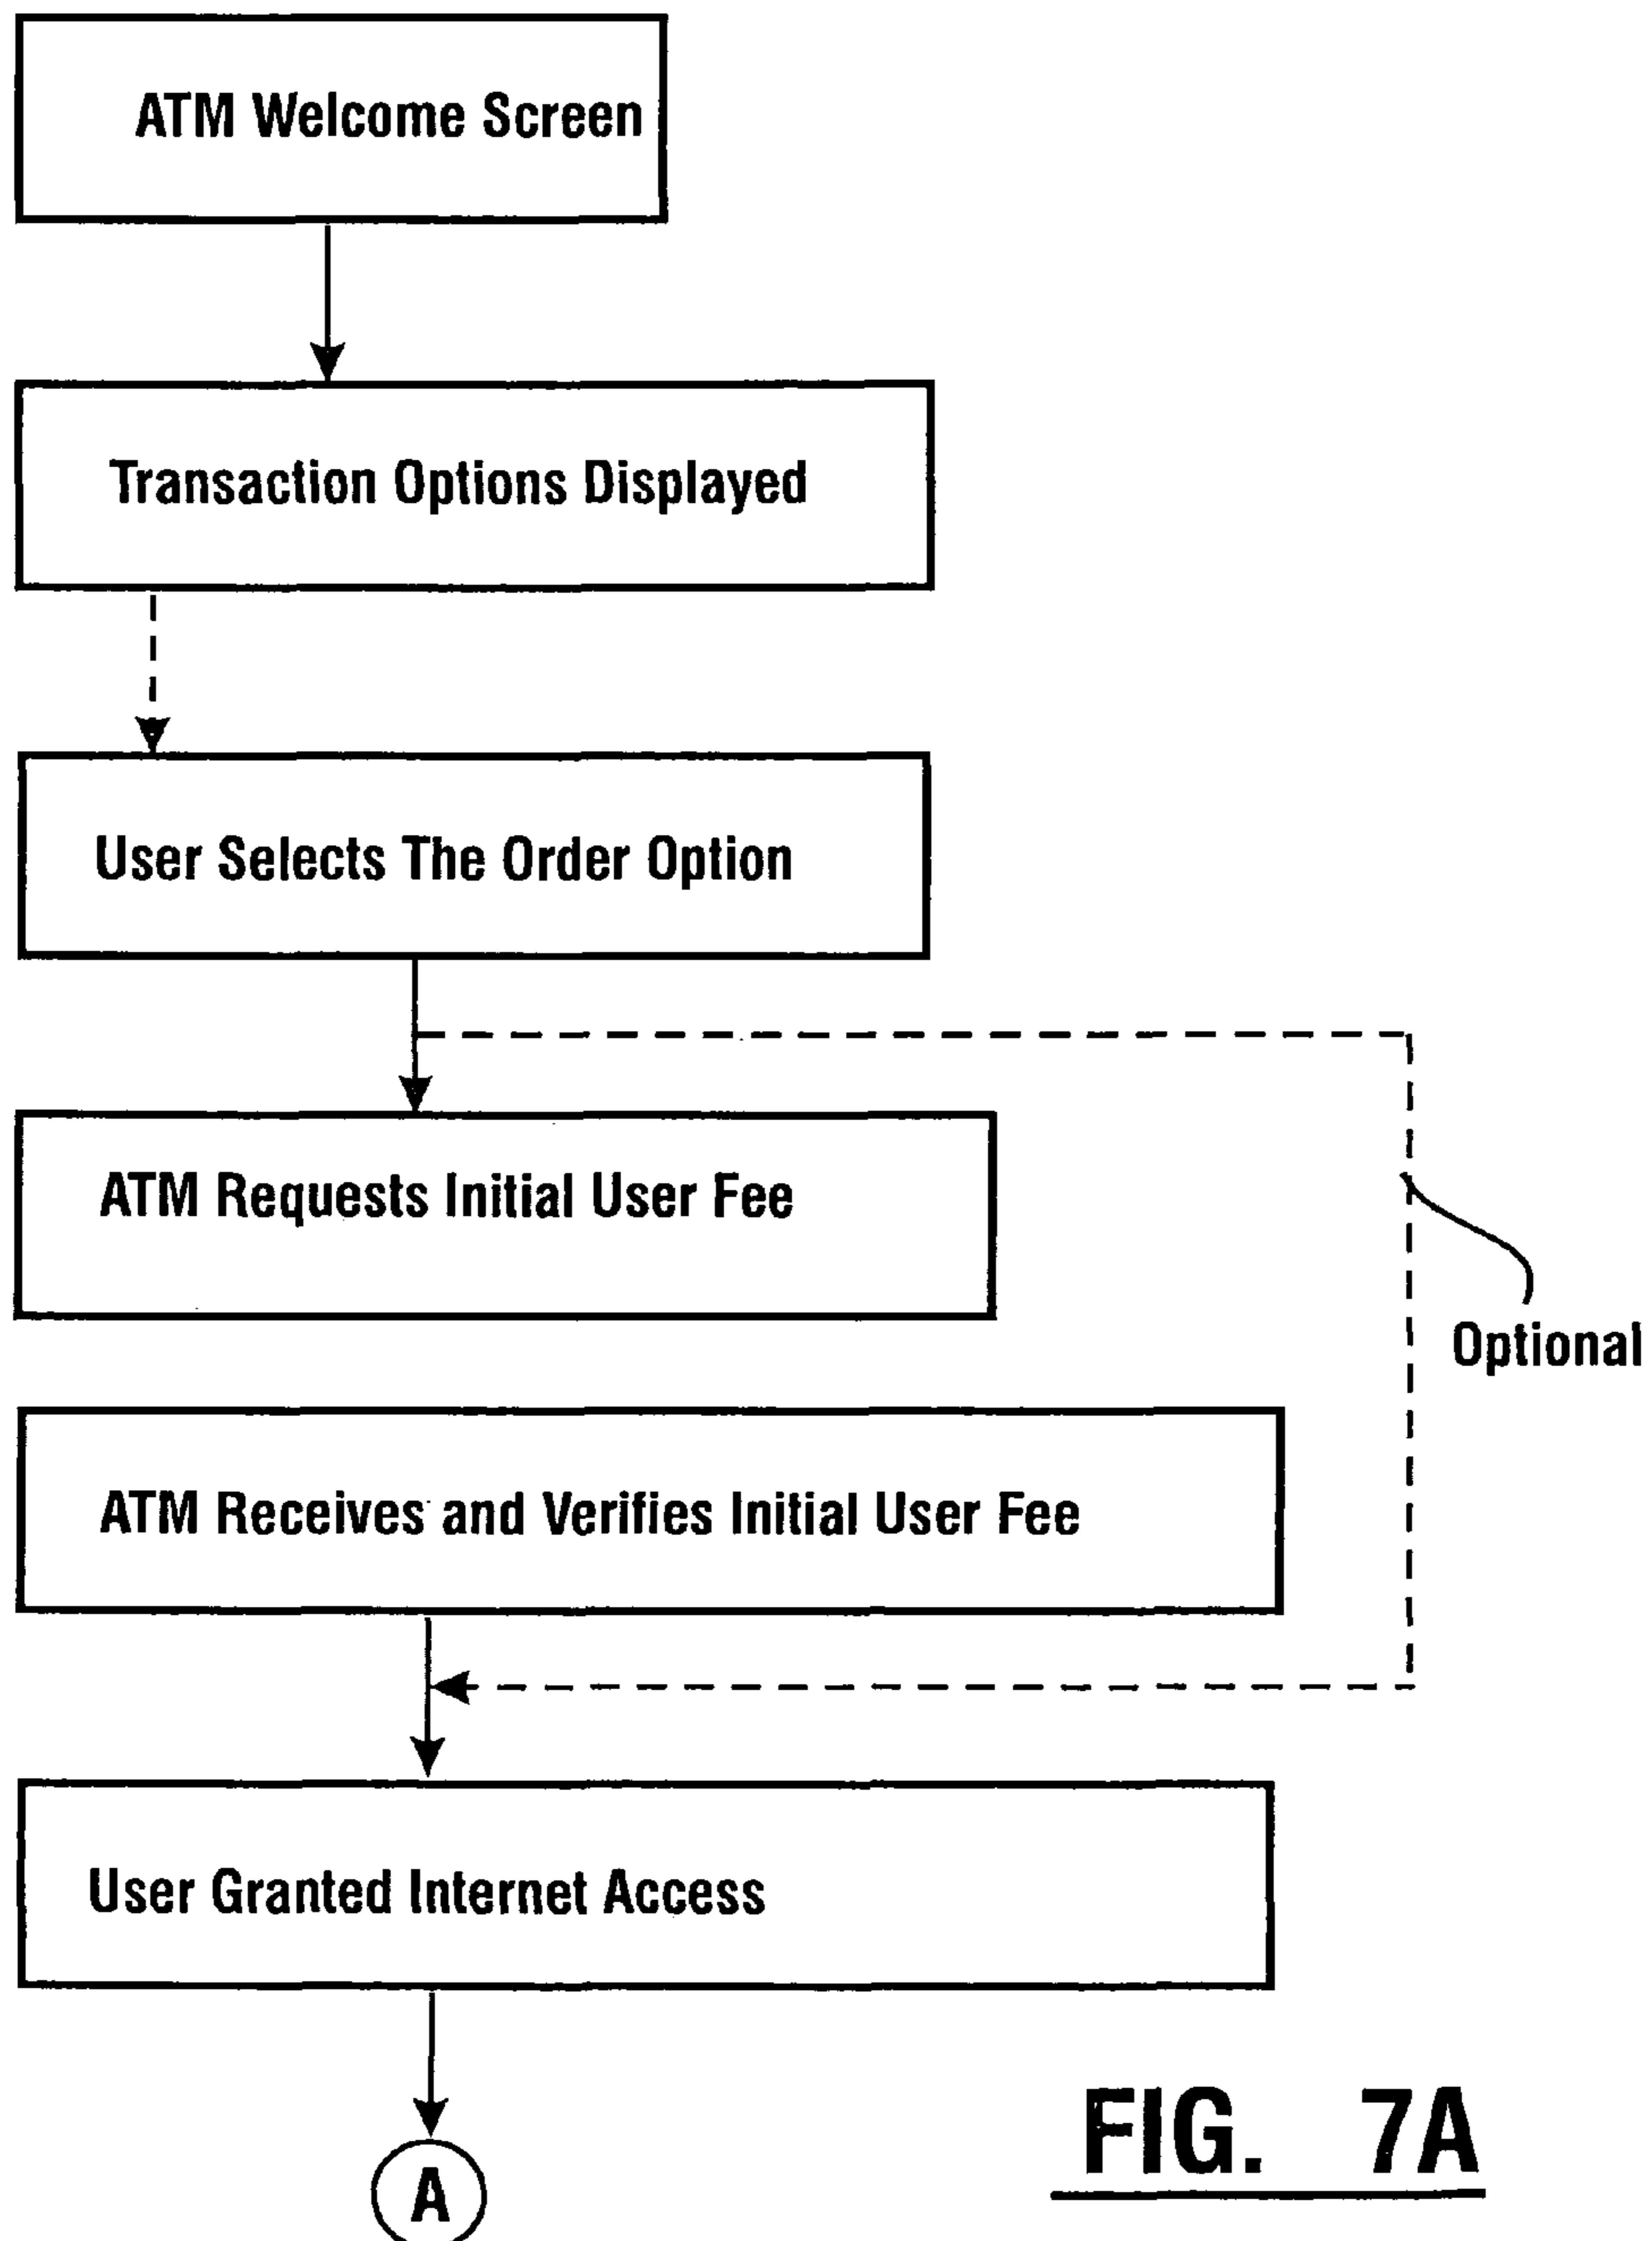 ATM Welcome Screen
Transaction Options Displayed
User Selects The Order Option
ATM Requests Initial User Fee
Optional
ATM Receives and Verifies Initial User Fee
User Granted Internet Access
A
FIG. 7A